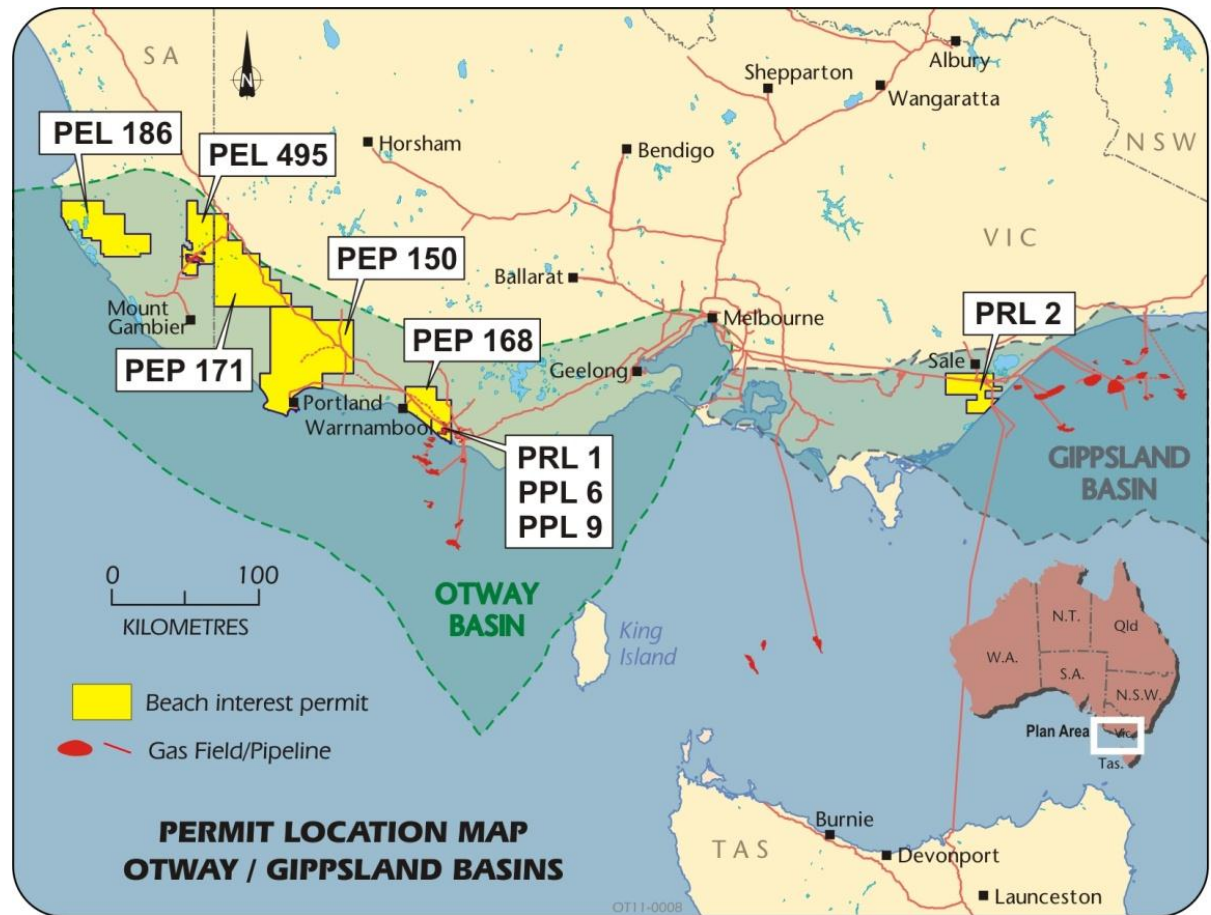 SA
N
Shepparton
Albury
Wangaratta
NSW
PEL 186
PEL 495
Horsham
Bendigo
VIC
PEP 150
Ballarat
Mount
Gambier
Melbourne
PRL 2
PEP 171
PEP 168
Geelong
Sale
Portland
Warrnambool
PRL 1
PPL 6
PPL 9
GIPPSLAND
BASIN
0 100
KILOMETRES
OTWAY
BASIN
King
Island
N.T.
Qld
W.A.
S.A.
N.S.W.
Plan Area
Vic.
Tas.
Beach interest permit
Gas Field/Pipeline
PERMIT LOCATION MAP
OTWAY / GIPPSLAND BASINS
Burnie
TAS
Devonport
Launceston
OT11-0008